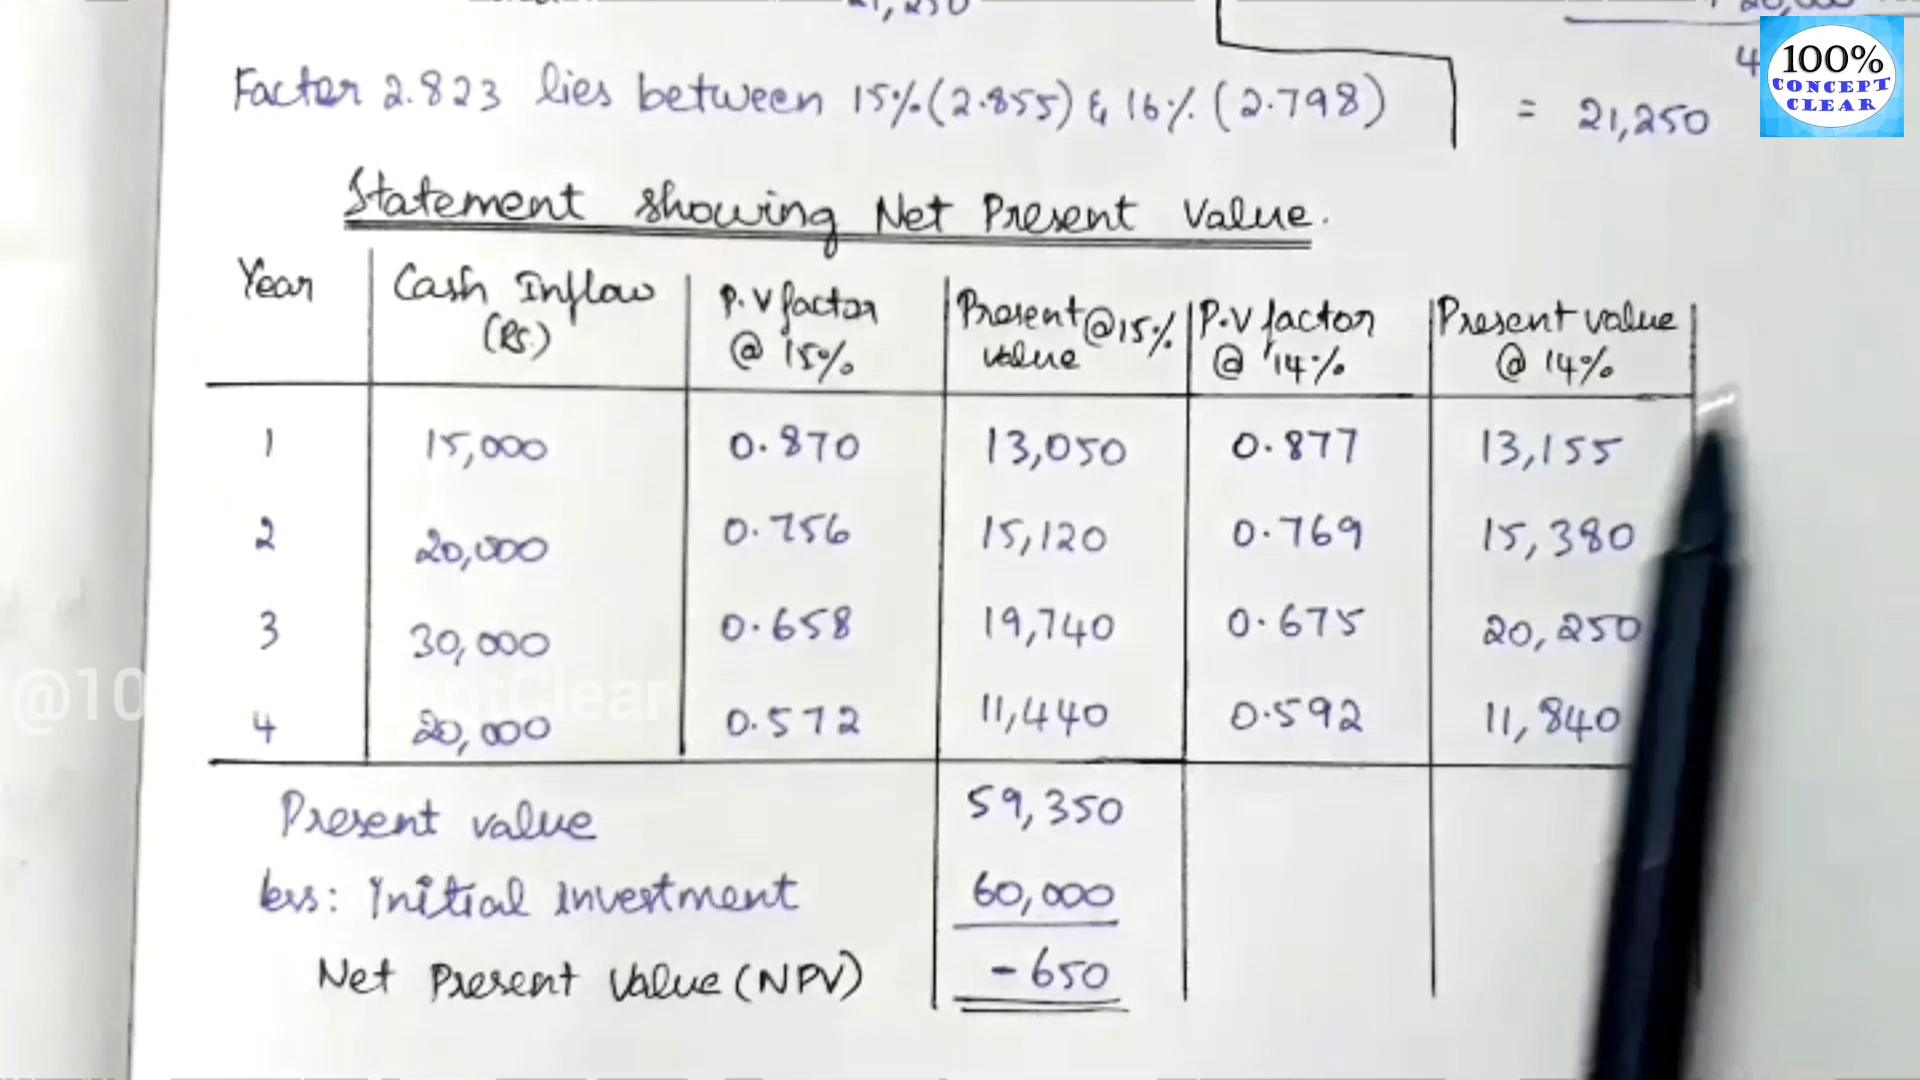 21,250
Factor 2.823 lies between 15% (2.855) & 16% (2.798)
= 21,250
100%
CONCEPT
CLEAR
Statement showing Net Present Value.
Year Cash Inflow (Rs.) P.V factor @ 15% Present value @15% P.V factor @ 14% Present value @ 14%
1 15,000 0.870 13,050 0.877 13,155
2 20,000 0.756 15,120 0.769 15,380
3 30,000 0.658 19,740 0.675 20,250
4 20,000 0.572 11,440 0.592 11,840
Present value 59,350
less: Initial investment 60,000
Net Present Value (NPV) -650